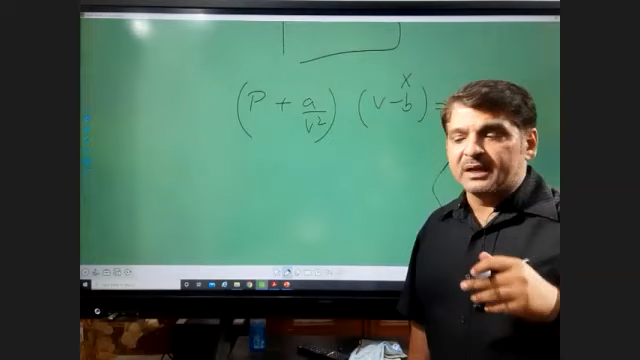 x
(P + a/v²) (v - b) =